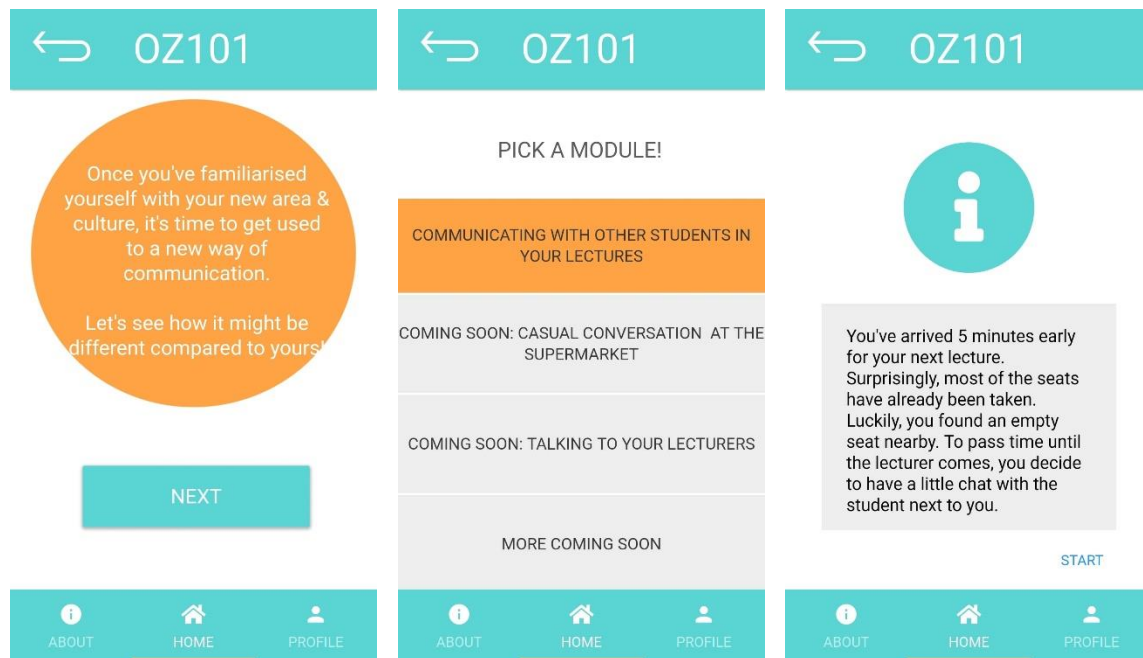 OZ101
Once you've familiarised
yourself with your new area &
culture, it's time to get used
to a new way of
communication.
Let's see how it might be
different compared to yours!
NEXT
ABOUT
HOME
PROFILE
OZ101
PICK A MODULE!
COMMUNICATING WITH OTHER STUDENTS IN
YOUR LECTURES
COMING SOON: CASUAL CONVERSATION AT THE
SUPERMARKET
COMING SOON: TALKING TO YOUR LECTURERS
MORE COMING SOON
ABOUT
HOME
PROFILE
OZ101
You've arrived 5 minutes early
for your next lecture.
Surprisingly, most of the seats
have already been taken.
Luckily, you found an empty
seat nearby. To pass time until
the lecturer comes, you decide
to have a little chat with the
student next to you.
START
ABOUT
HOME
PROFILE